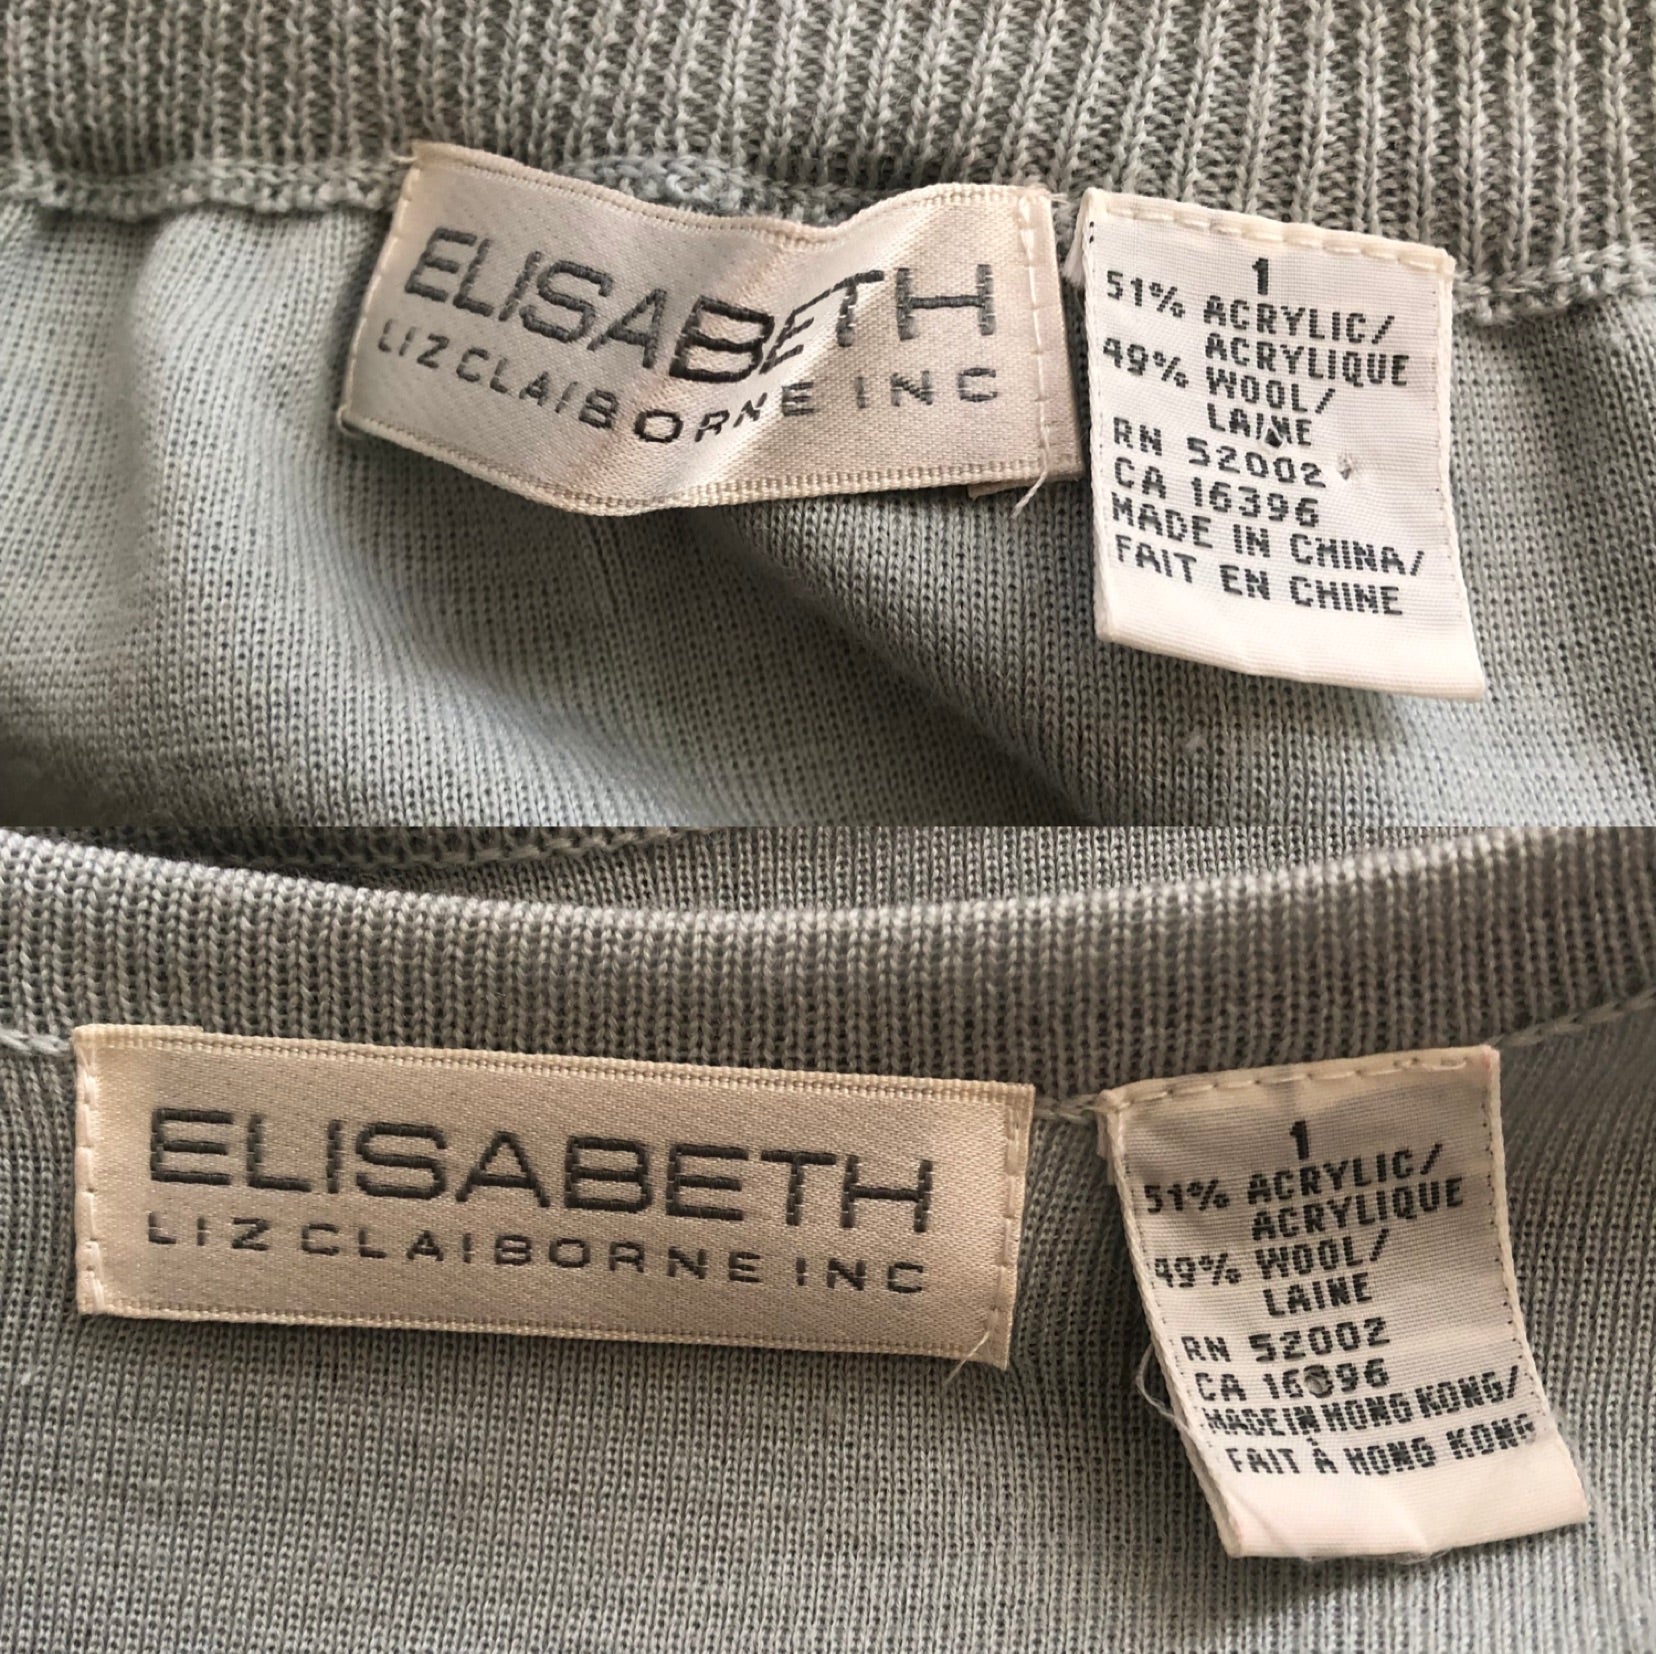 ELISABETH
LIZ CLAIBORNE INC
1
51% ACRYLIC/
ACRYLIQUE
49% WOOL/
LAINE
RN 52002
CA 16396
MADE IN CHINA/
FAIT EN CHINE
ELISABETH
LIZ CLAIBORNE INC
1
51% ACRYLIC/
ACRYLIQUE
49% WOOL/
LAINE
RN 52002
CA 16396
MADE IN HONG KONG/
FAIT À HONG KONG